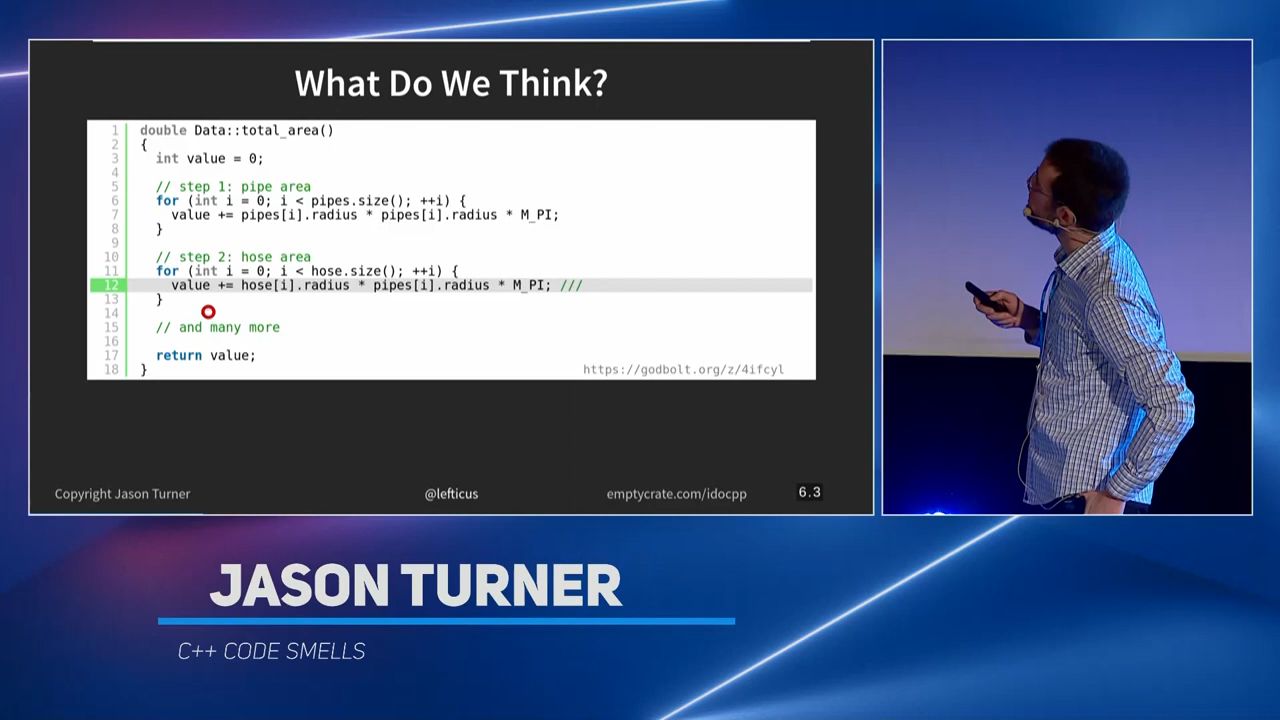 What Do We Think?
1 double Data::total_area()
2 {
3   int value = 0;
4
5   // step 1: pipe area
6   for (int i = 0; i < pipes.size(); ++i) {
7     value += pipes[i].radius * pipes[i].radius * M_PI;
8   }
9
10   // step 2: hose area
11   for (int i = 0; i < hose.size(); ++i) {
12     value += hose[i].radius * pipes[i].radius * M_PI; ///
13   }
14
15   // and many more
16
17   return value;
18 }
https://godbolt.org/z/4ifcyl
Copyright Jason Turner
@lefticus
emptycrate.com/idocpp
6.3
JASON TURNER
C++ CODE SMELLS